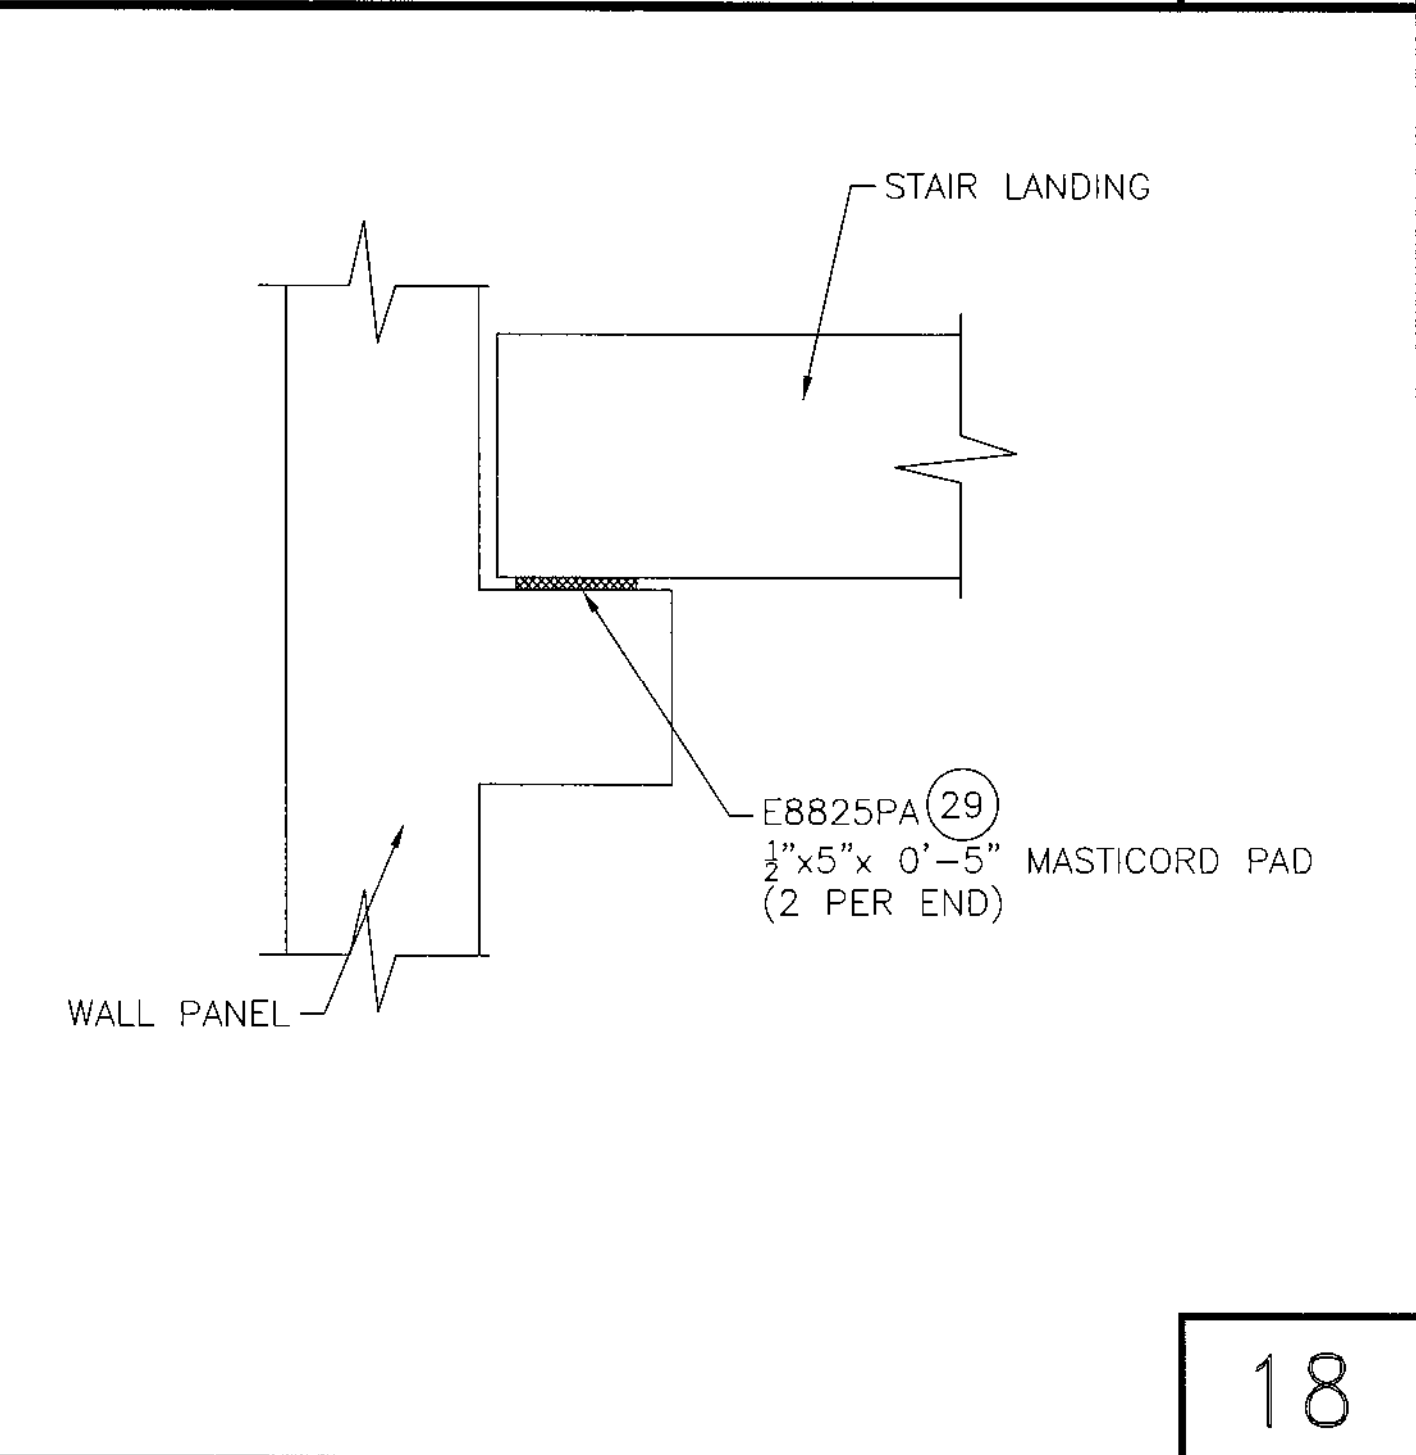 STAIR LANDING
E8825PA 29
½"x5"x 0'-5" MASTICORD PAD
(2 PER END)
WALL PANEL
18